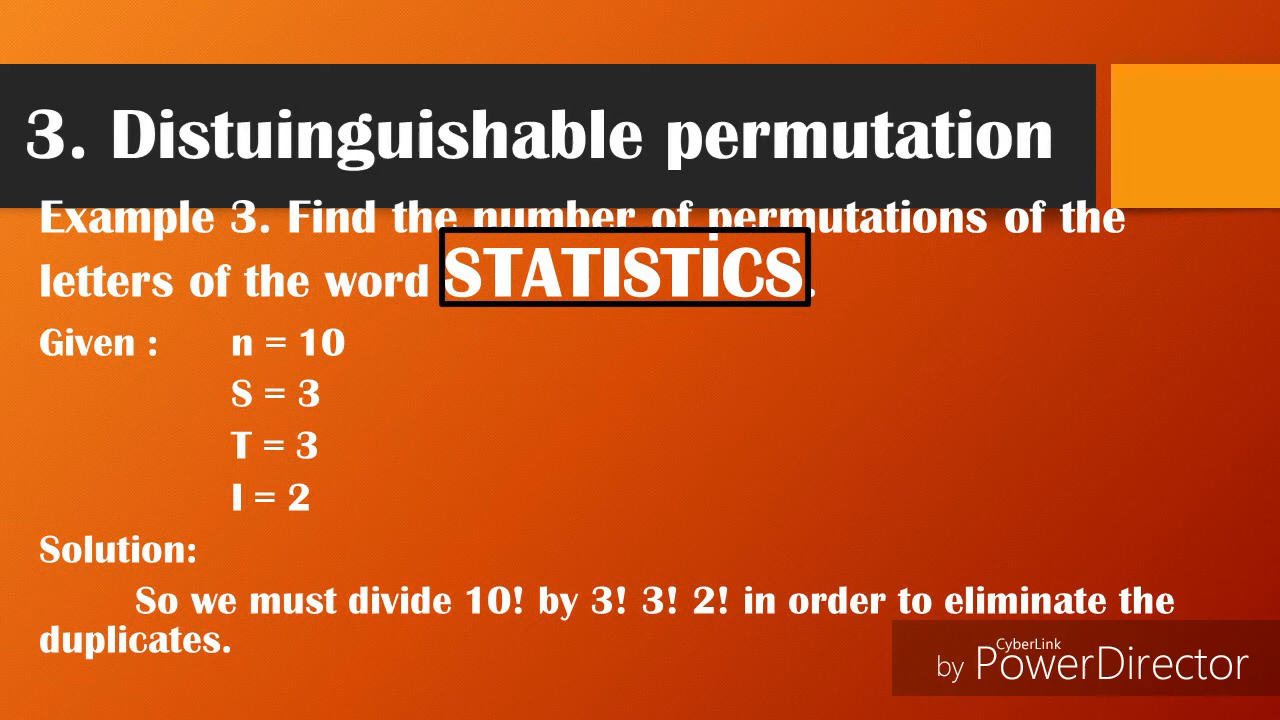 3. Distuinguishable permutation
Example 3. Find the number of permutations of the
letters of the word STATISTICS.
Given : n = 10
S = 3
T = 3
I = 2
Solution:
So we must divide 10! by 3! 3! 2! in order to eliminate the
duplicates.
by CyberLink PowerDirector